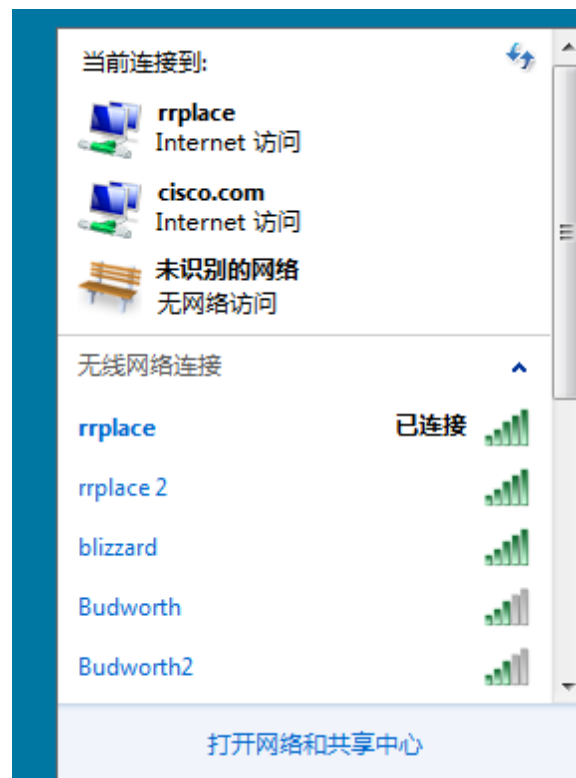 当前连接到:
rrplace
Internet 访问
cisco.com
Internet 访问
未识别的网络
无网络访问
无线网络连接
rrplace 已连接
rrplace 2
blizzard
Budworth
Budworth2
打开网络和共享中心